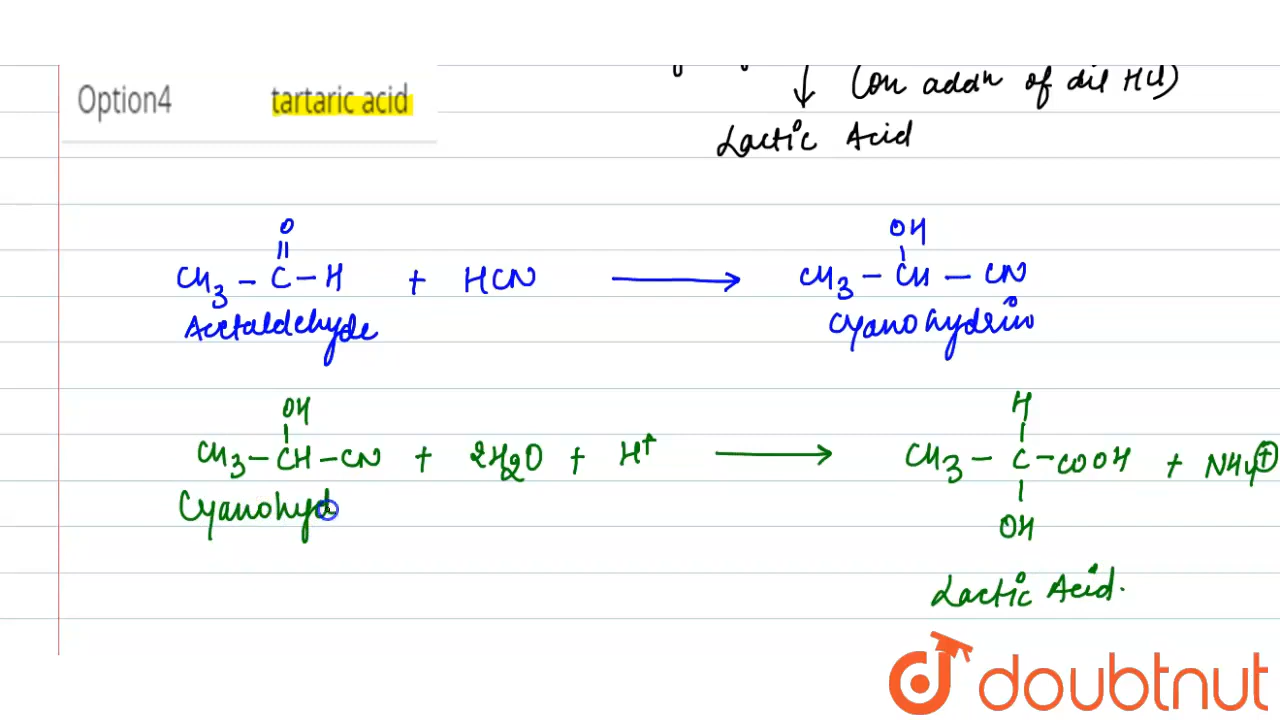 Option4 tartaric acid
(on addn of dil HCl)
Lactic Acid
O
||
CH3 – C – H + HCN ⟶ CH3 – CH – CN
OH
Acetaldehyde
Cyanohydrin
OH
CH3 – CH – CN + 2H2O + H+ ⟶ CH3 – C – COOH + NH4⊕
H
OH
Cyanohyd
Lactic Acid.
doubtnut